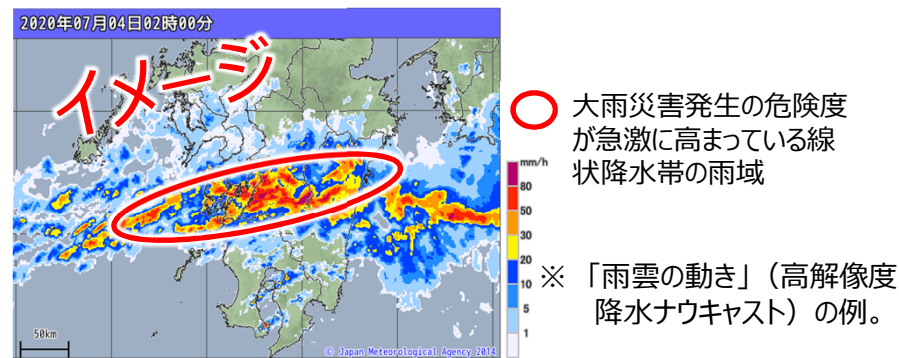 2020年07月04日02時00分
イメージ
大雨災害発生の危険度
が急激に高まっている線
状降水帯の雨域
mm/h
80
50
30
20
10
5
1
※ 「雨雲の動き」（高解像度
降水ナウキャスト）の例。
50km
© Japan Meteorological Agency 2014